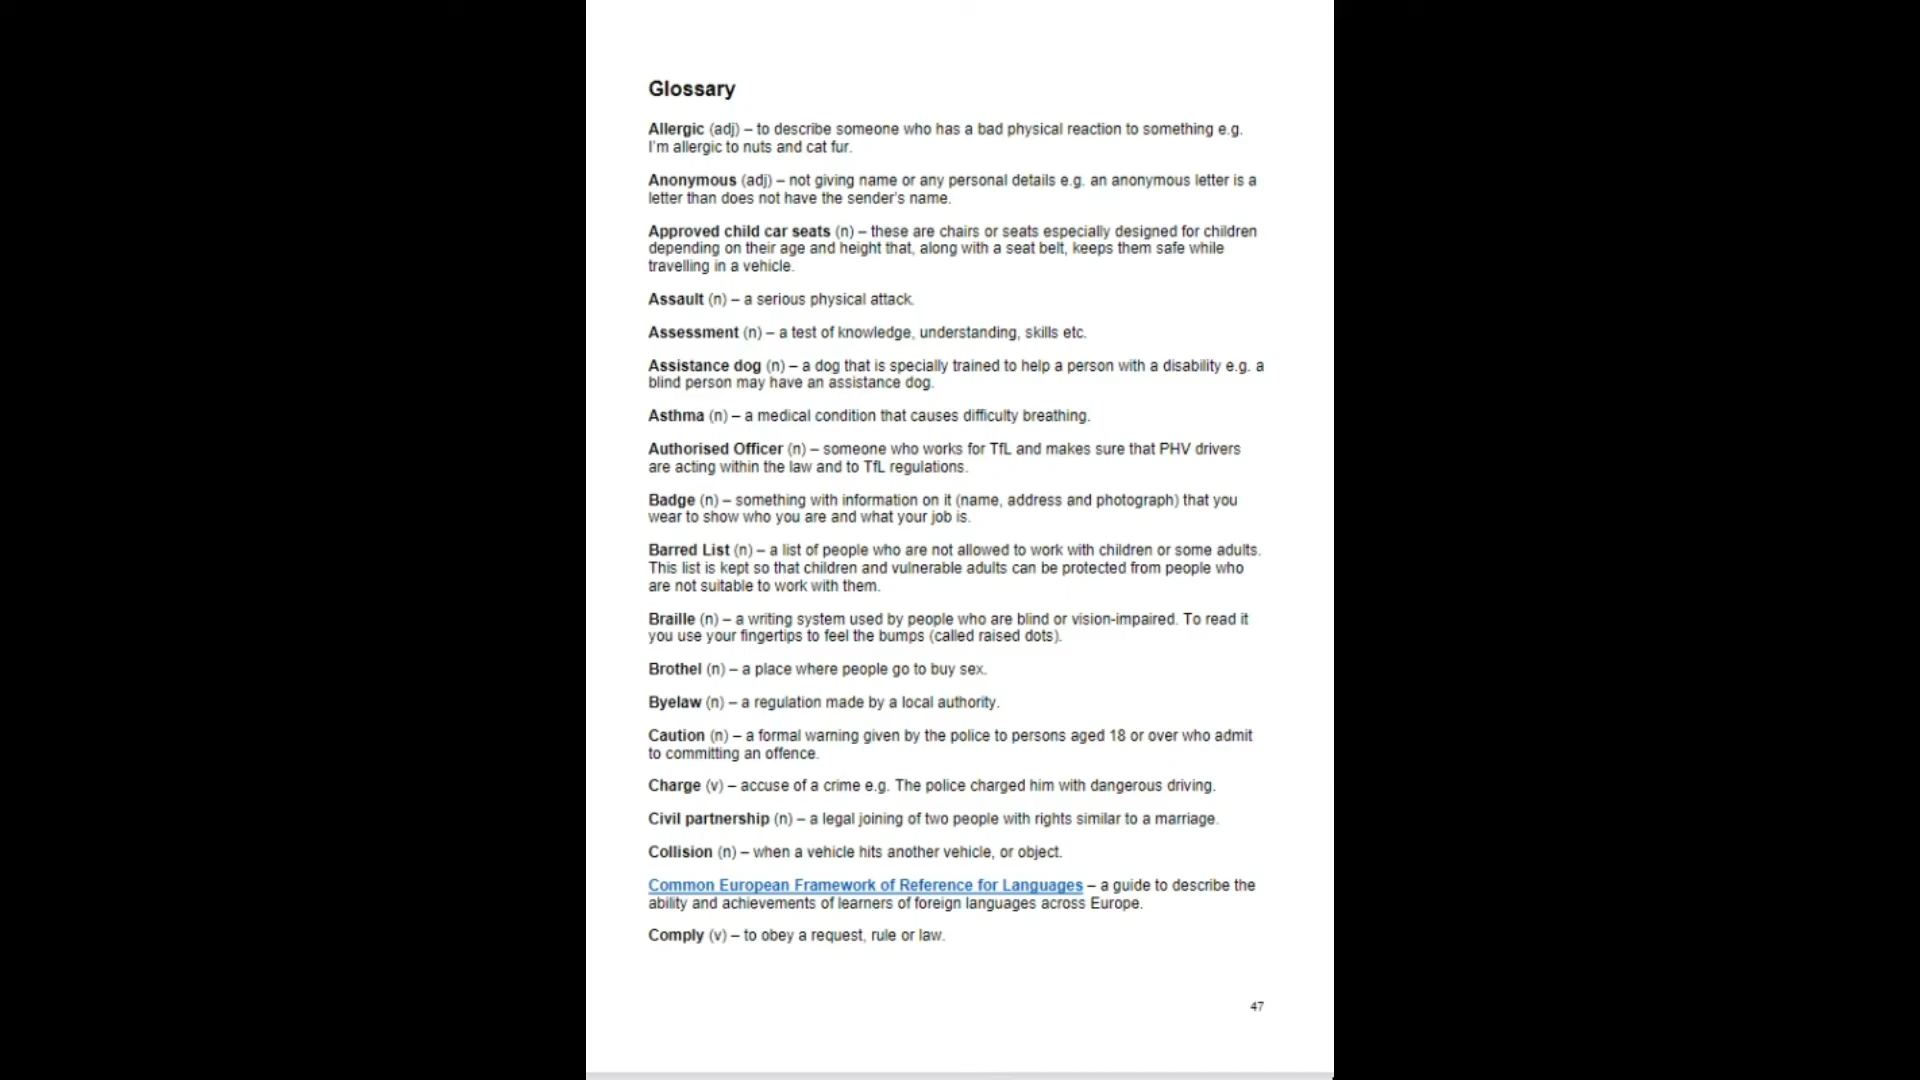 Glossary
Allergic (adj) – to describe someone who has a bad physical reaction to something e.g.
I'm allergic to nuts and cat fur.
Anonymous (adj) – not giving name or any personal details e.g. an anonymous letter is a
letter than does not have the sender's name.
Approved child car seats (n) – these are chairs or seats especially designed for children
depending on their age and height that, along with a seat belt, keeps them safe while
travelling in a vehicle.
Assault (n) – a serious physical attack.
Assessment (n) – a test of knowledge, understanding, skills etc.
Assistance dog (n) – a dog that is specially trained to help a person with a disability e.g. a
blind person may have an assistance dog.
Asthma (n) – a medical condition that causes difficulty breathing.
Authorised Officer (n) – someone who works for TfL and makes sure that PHV drivers
are acting within the law and to TfL regulations.
Badge (n) – something with information on it (name, address and photograph) that you
wear to show who you are and what your job is.
Barred List (n) – a list of people who are not allowed to work with children or some adults.
This list is kept so that children and vulnerable adults can be protected from people who
are not suitable to work with them.
Braille (n) – a writing system used by people who are blind or vision-impaired. To read it
you use your fingertips to feel the bumps (called raised dots).
Brothel (n) – a place where people go to buy sex.
Byelaw (n) – a regulation made by a local authority.
Caution (n) – a formal warning given by the police to persons aged 18 or over who admit
to committing an offence.
Charge (v) – accuse of a crime e.g. The police charged him with dangerous driving.
Civil partnership (n) – a legal joining of two people with rights similar to a marriage.
Collision (n) – when a vehicle hits another vehicle, or object.
Common European Framework of Reference for Languages – a guide to describe the
ability and achievements of learners of foreign languages across Europe.
Comply (v) – to obey a request, rule or law.
47